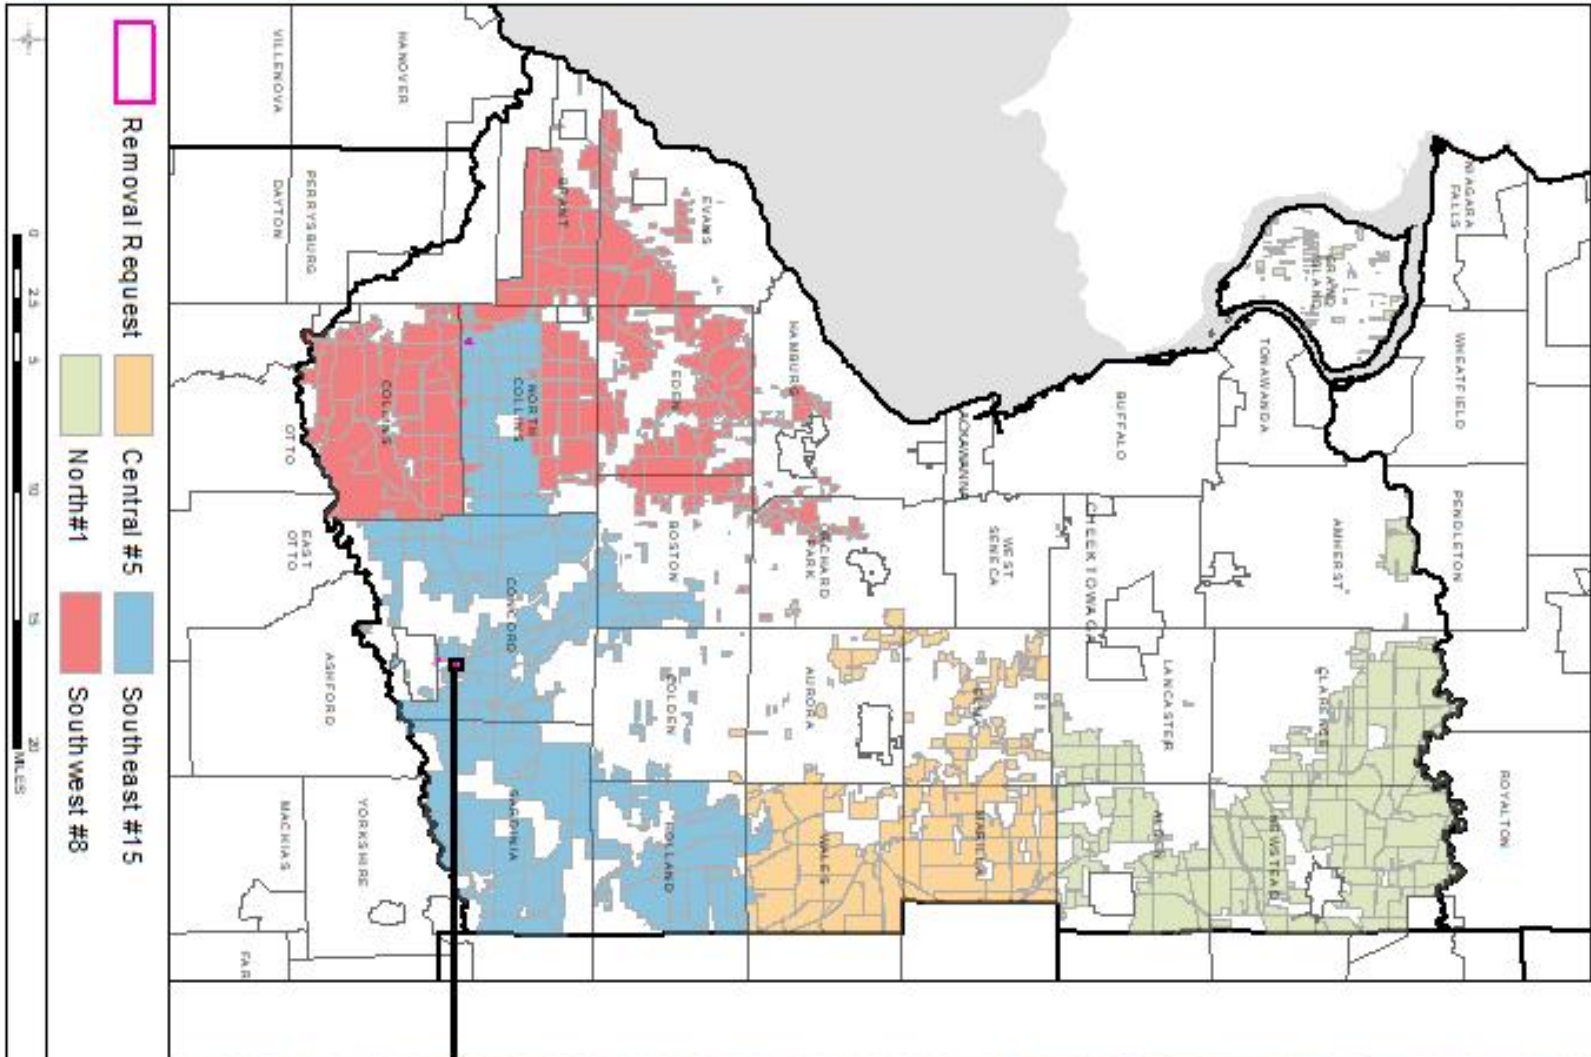 NIAGARA
FALLS
WHEATFIELD
PENDLETON
ROYALTON
GRAND
ISLAND
TONAWANDA
AMHERST
CLARENCE
NEWSTEAD
BUFFALO
CHEEKTOWAGA
LANCASTER
ALDEN
LACKAWANNA
WEST
SENECA
ELMA
MARILLA
HAMBURG
ORCHARD
PARK
AURORA
WALES
EVANS
EDEN
BOSTON
COLDEN
HOLLAND
BRANT
NORTH
COLLINS
CONCORD
SARDINIA
HANOVER
COLLINS
VILLENOVA
PERRYSBURG
DAYTON
OTTO
EAST
OTTO
ASHFORD
YORKSHIRE
MACHIAS
FAR
Removal Request
Central #5
Southeast #15
North#1
Southwest #8
0 2.5 5 10 15 20
MILES